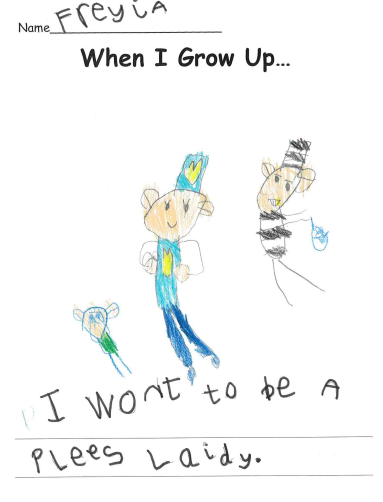 Name FreyiA
When I Grow Up...
I wont to be A
PLees Laidy.